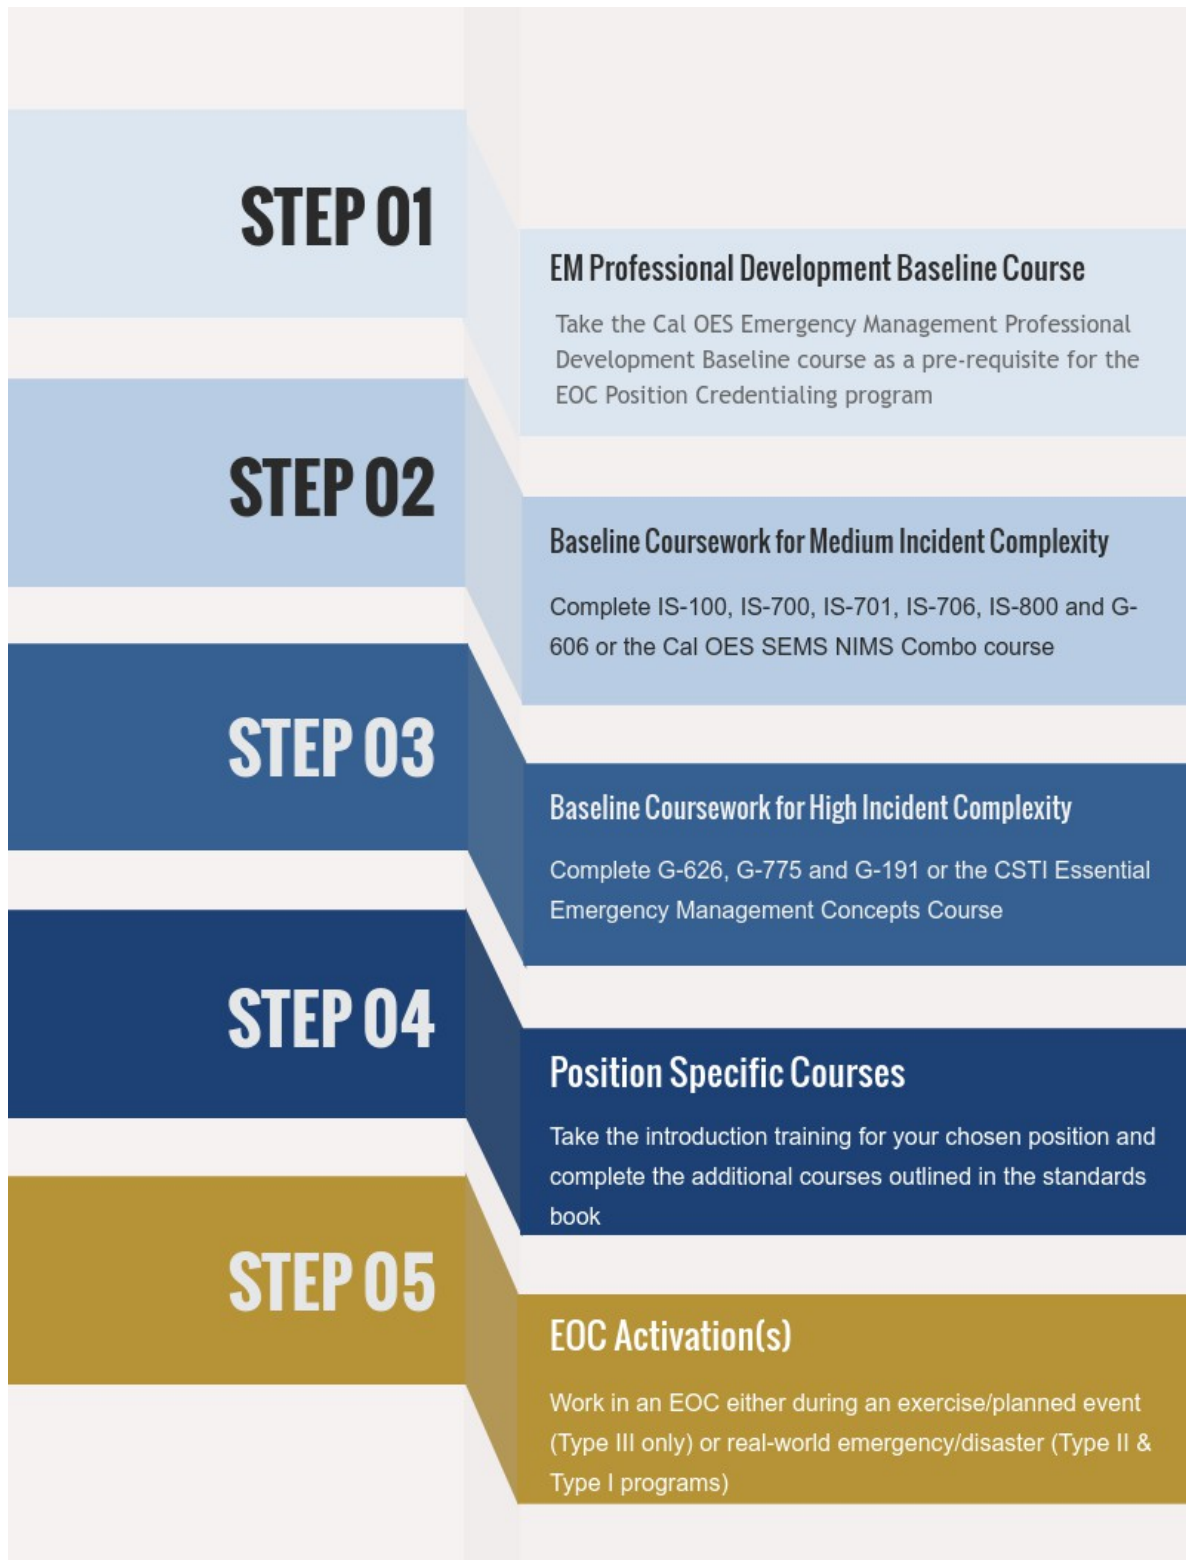 STEP 01
EM Professional Development Baseline Course
Take the Cal OES Emergency Management Professional
Development Baseline course as a pre-requisite for the
EOC Position Credentialing program
STEP 02
Baseline Coursework for Medium Incident Complexity
Complete IS-100, IS-700, IS-701, IS-706, IS-800 and G-
606 or the Cal OES SEMS NIMS Combo course
STEP 03
Baseline Coursework for High Incident Complexity
Complete G-626, G-775 and G-191 or the CSTI Essential
Emergency Management Concepts Course
STEP 04
Position Specific Courses
Take the introduction training for your chosen position and
complete the additional courses outlined in the standards
book
STEP 05
EOC Activation(s)
Work in an EOC either during an exercise/planned event
(Type III only) or real-world emergency/disaster (Type II &
Type I programs)